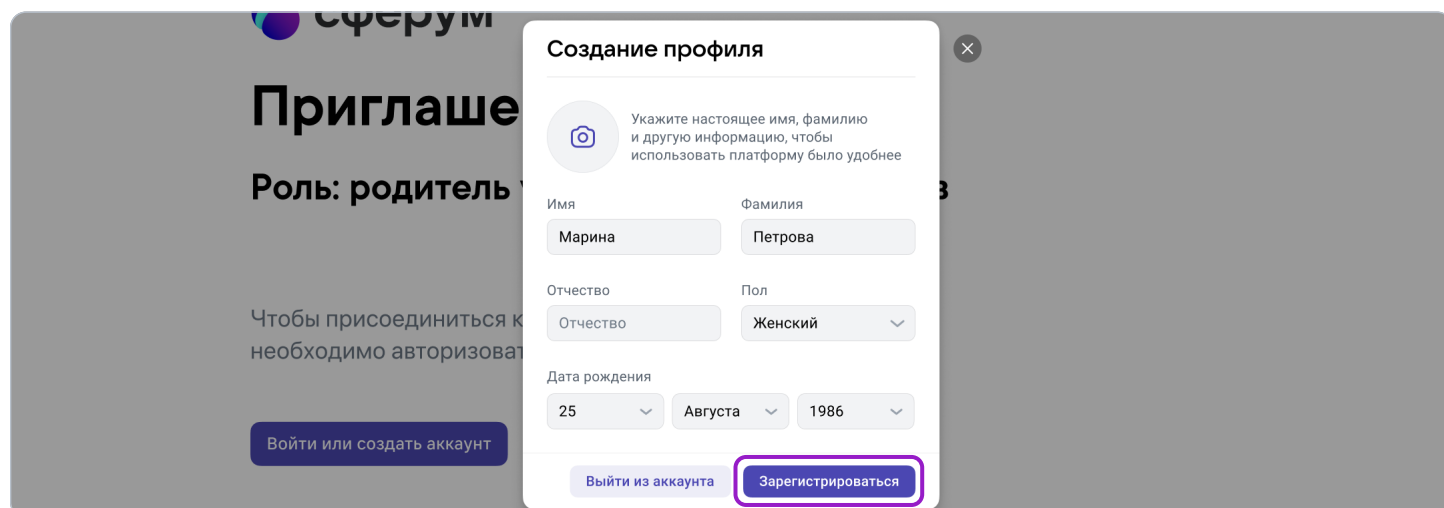 сферум
Создание профиля
Приглаше
Укажите настоящее имя, фамилию
и другую информацию, чтобы
использовать платформу было удобнее
Роль: родитель
в
Имя
Фамилия
Марина
Петрова
Отчество
Пол
Отчество
Женский
Чтобы присоединиться к
необходимо авторизоват
Дата рождения
25
Августа
1986
Войти или создать аккаунт
Выйти из аккаунта
Зарегистрироваться